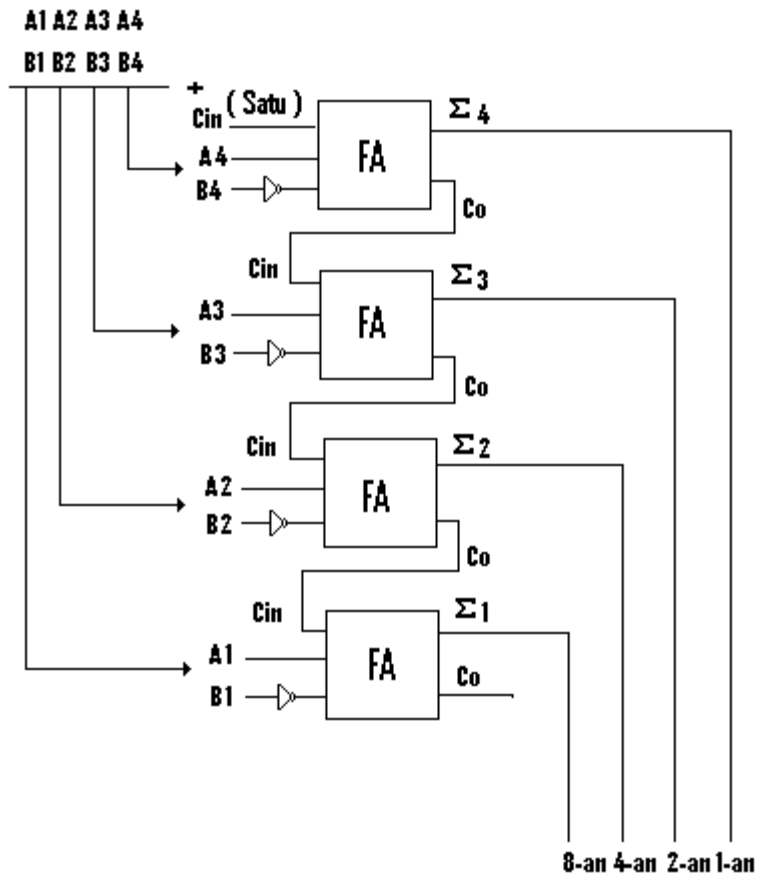 A1 A2 A3 A4
B1 B2 B3 B4
+
Cin ( Satu )
A4
B4
FA
Σ4
Co
Cin
A3
B3
FA
Σ3
Co
Cin
A2
B2
FA
Σ2
Co
Cin
A1
B1
FA
Σ1
Co
8-an 4-an 2-an 1-an